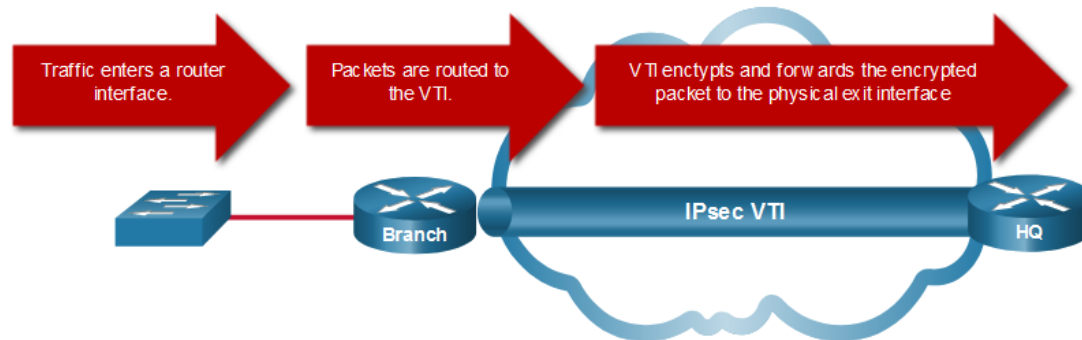 Traffic enters a router
interface.
Packets are routed to
the VTI.
VTI enctypts and forwards the encrypted
packet to the physical exit interface
IPsec VTI
Branch
HQ